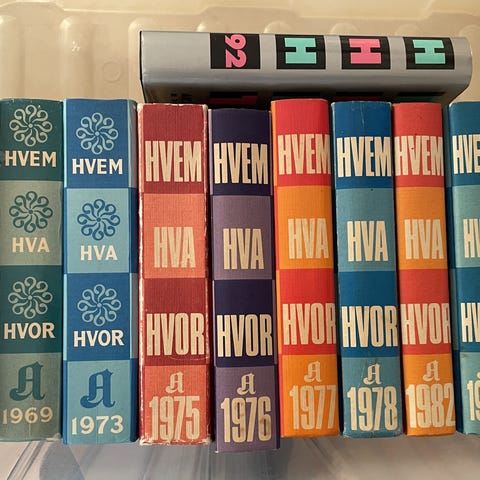 92 H H H
HVEM
HVA
HVOR
A
1969
HVEM
HVA
HVOR
A
1973
HVEM
HVA
HVOR
A
1975
HVEM
HVA
HVOR
A
1976
HVEM
HVA
HVOR
A
1977
HVEM
HVA
HVOR
A
1978
HVEM
HVA
HVOR
A
1982